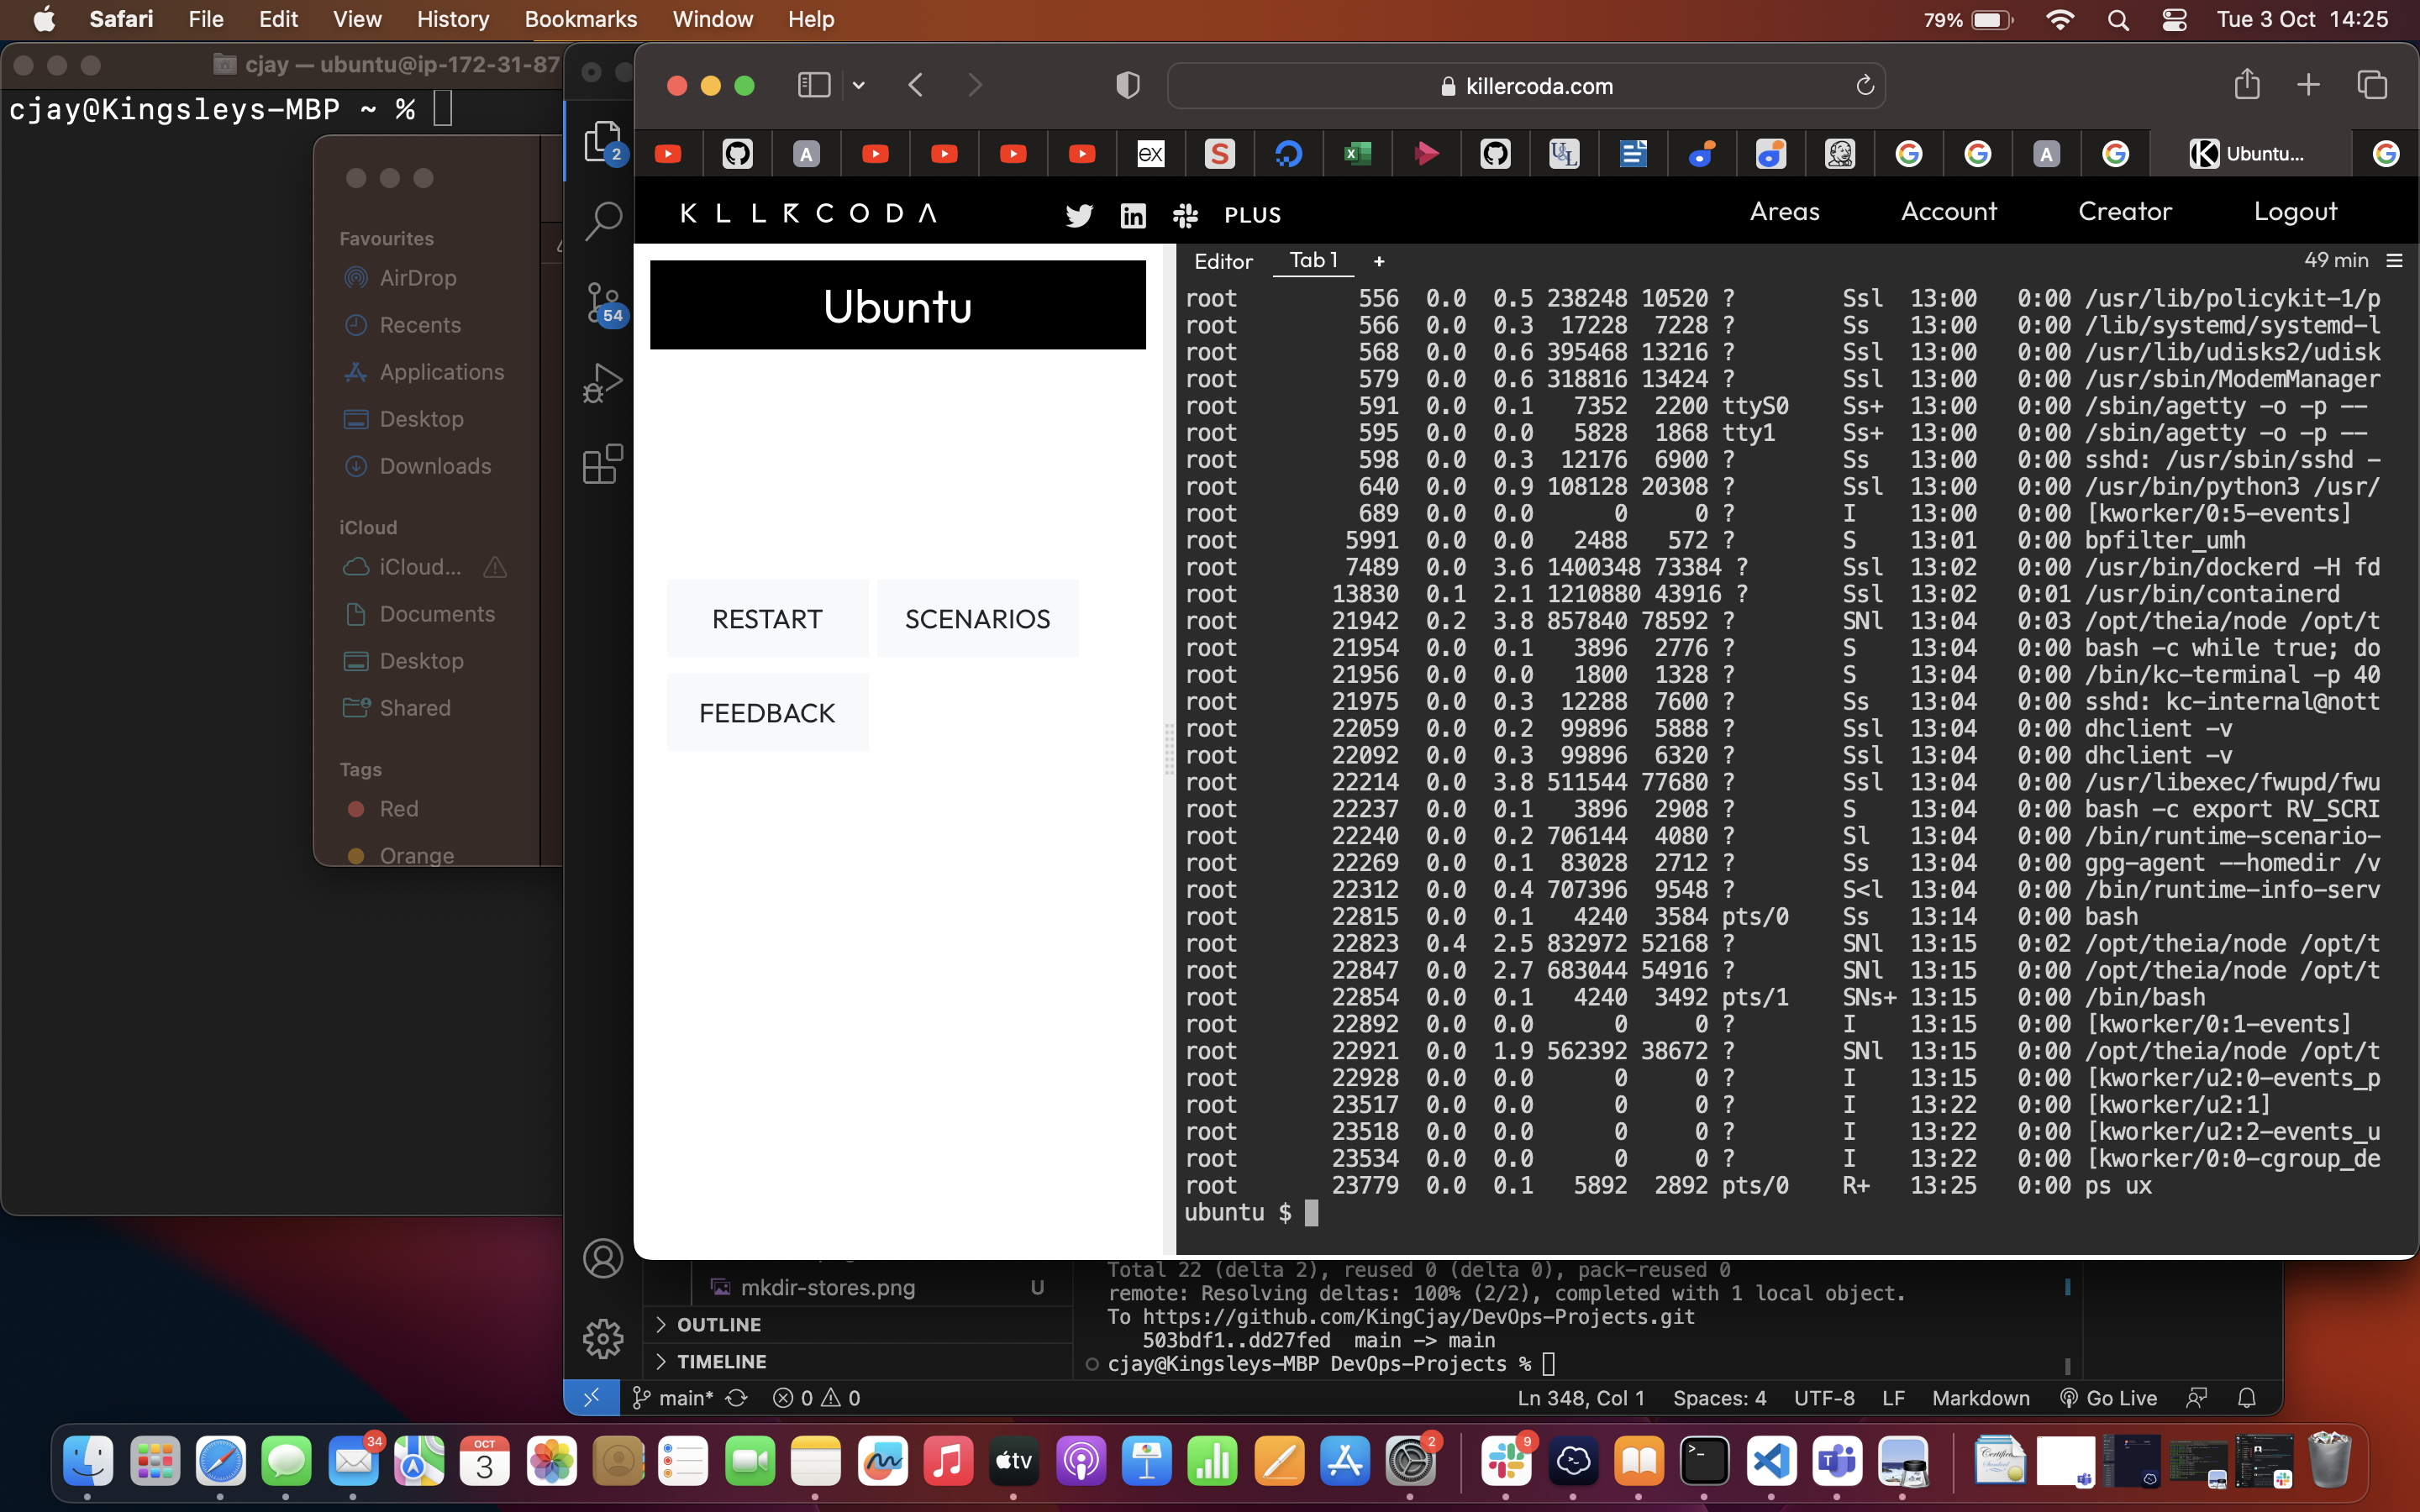 Safari File Edit View History Bookmarks Window Help 79% Tue 3 Oct 14:25
cjay — ubuntu@ip-172-31-87
cjay@Kingsleys-MBP ~ %
Favourites
AirDrop
Recents
Applications
Desktop
Downloads
iCloud
iCloud...
Documents
Desktop
Shared
Tags
Red
Orange
2
54
killercoda.com
A
ex
S
UL
A
Ubuntu...
KLLRCODA PLUS Areas Account Creator Logout
Ubuntu
RESTART SCENARIOS
FEEDBACK
Editor Tab 1 + 49 min
root 556 0.0 0.5 238248 10520 ? Ssl 13:00 0:00 /usr/lib/policykit-1/p
root 566 0.0 0.3 17228 7228 ? Ss 13:00 0:00 /lib/systemd/systemd-l
root 568 0.0 0.6 395468 13216 ? Ssl 13:00 0:00 /usr/lib/udisks2/udisk
root 579 0.0 0.6 318816 13424 ? Ssl 13:00 0:00 /usr/sbin/ModemManager
root 591 0.0 0.1 7352 2200 ttyS0 Ss+ 13:00 0:00 /sbin/agetty -o -p --
root 595 0.0 0.0 5828 1868 tty1 Ss+ 13:00 0:00 /sbin/agetty -o -p --
root 598 0.0 0.3 12176 6900 ? Ss 13:00 0:00 sshd: /usr/sbin/sshd -
root 640 0.0 0.9 108128 20308 ? Ssl 13:00 0:00 /usr/bin/python3 /usr/
root 689 0.0 0.0 0 0 ? I 13:00 0:00 [kworker/0:5-events]
root 5991 0.0 0.0 2488 572 ? S 13:01 0:00 bpfilter_umh
root 7489 0.0 3.6 1400348 73384 ? Ssl 13:02 0:00 /usr/bin/dockerd -H fd
root 13830 0.1 2.1 1210880 43916 ? Ssl 13:02 0:01 /usr/bin/containerd
root 21942 0.2 3.8 857840 78592 ? SNl 13:04 0:03 /opt/theia/node /opt/t
root 21954 0.0 0.1 3896 2776 ? S 13:04 0:00 bash -c while true; do
root 21956 0.0 0.0 1800 1328 ? S 13:04 0:00 /bin/kc-terminal -p 40
root 21975 0.0 0.3 12288 7600 ? Ss 13:04 0:00 sshd: kc-internal@nott
root 22059 0.0 0.2 99896 5888 ? Ssl 13:04 0:00 dhclient -v
root 22092 0.0 0.3 99896 6320 ? Ssl 13:04 0:00 dhclient -v
root 22214 0.0 3.8 511544 77680 ? Ssl 13:04 0:00 /usr/libexec/fwupd/fwu
root 22237 0.0 0.1 3896 2908 ? S 13:04 0:00 bash -c export RV_SCRI
root 22240 0.0 0.2 706144 4080 ? Sl 13:04 0:00 /bin/runtime-scenario-
root 22269 0.0 0.1 83028 2712 ? Ss 13:04 0:00 gpg-agent --homedir /v
root 22312 0.0 0.4 707396 9548 ? S<l 13:04 0:00 /bin/runtime-info-serv
root 22815 0.0 0.1 4240 3584 pts/0 Ss 13:14 0:00 bash
root 22823 0.4 2.5 832972 52168 ? SNl 13:15 0:02 /opt/theia/node /opt/t
root 22847 0.0 2.7 683044 54916 ? SNl 13:15 0:00 /opt/theia/node /opt/t
root 22854 0.0 0.1 4240 3492 pts/1 SNs+ 13:15 0:00 /bin/bash
root 22892 0.0 0.0 0 0 ? I 13:15 0:00 [kworker/0:1-events]
root 22921 0.0 1.9 562392 38672 ? SNl 13:15 0:00 /opt/theia/node /opt/t
root 22928 0.0 0.0 0 0 ? I 13:15 0:00 [kworker/u2:0-events_p
root 23517 0.0 0.0 0 0 ? I 13:22 0:00 [kworker/u2:1]
root 23518 0.0 0.0 0 0 ? I 13:22 0:00 [kworker/u2:2-events_u
root 23534 0.0 0.0 0 0 ? I 13:22 0:00 [kworker/0:0-cgroup_de
root 23779 0.0 0.1 5892 2892 pts/0 R+ 13:25 0:00 ps ux
ubuntu $
mkdir-stores.png U
OUTLINE
TIMELINE
Total 22 (delta 2), reused 0 (delta 0), pack-reused 0
remote: Resolving deltas: 100% (2/2), completed with 1 local object.
To https://github.com/KingCjay/DevOps-Projects.git
503bdf1..dd27fed main -> main
cjay@Kingsleys-MBP DevOps-Projects %
main* 0 0 Ln 348, Col 1 Spaces: 4 UTF-8 LF Markdown Go Live
34
OCT
3
tv
2
9